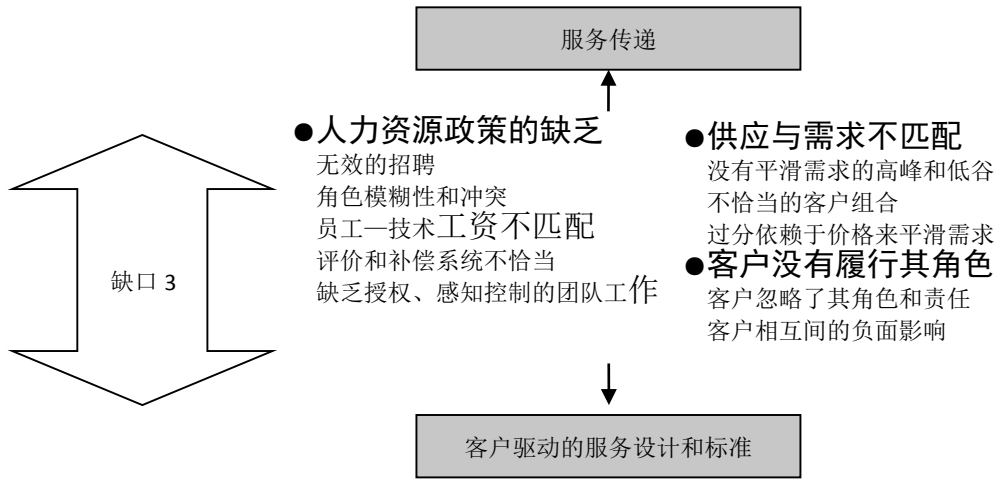 服务传递
●人力资源政策的缺乏
无效的招聘
角色模糊性和冲突
员工—技术工资不匹配
评价和补偿系统不恰当
缺乏授权、感知控制的团队工作
●供应与需求不匹配
没有平滑需求的高峰和低谷
不恰当的客户组合
过分依赖于价格来平滑需求
●客户没有履行其角色
客户忽略了其角色和责任
客户相互间的负面影响
缺口 3
客户驱动的服务设计和标准